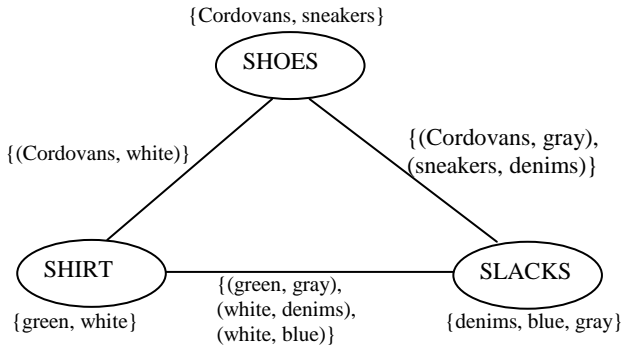 {Cordovans, sneakers}
SHOES
{(Cordovans, white)}
{(Cordovans, gray),
(sneakers, denims)}
SHIRT
SLACKS
{(green, gray),
(white, denims),
(white, blue)}
{green, white}
{denims, blue, gray}